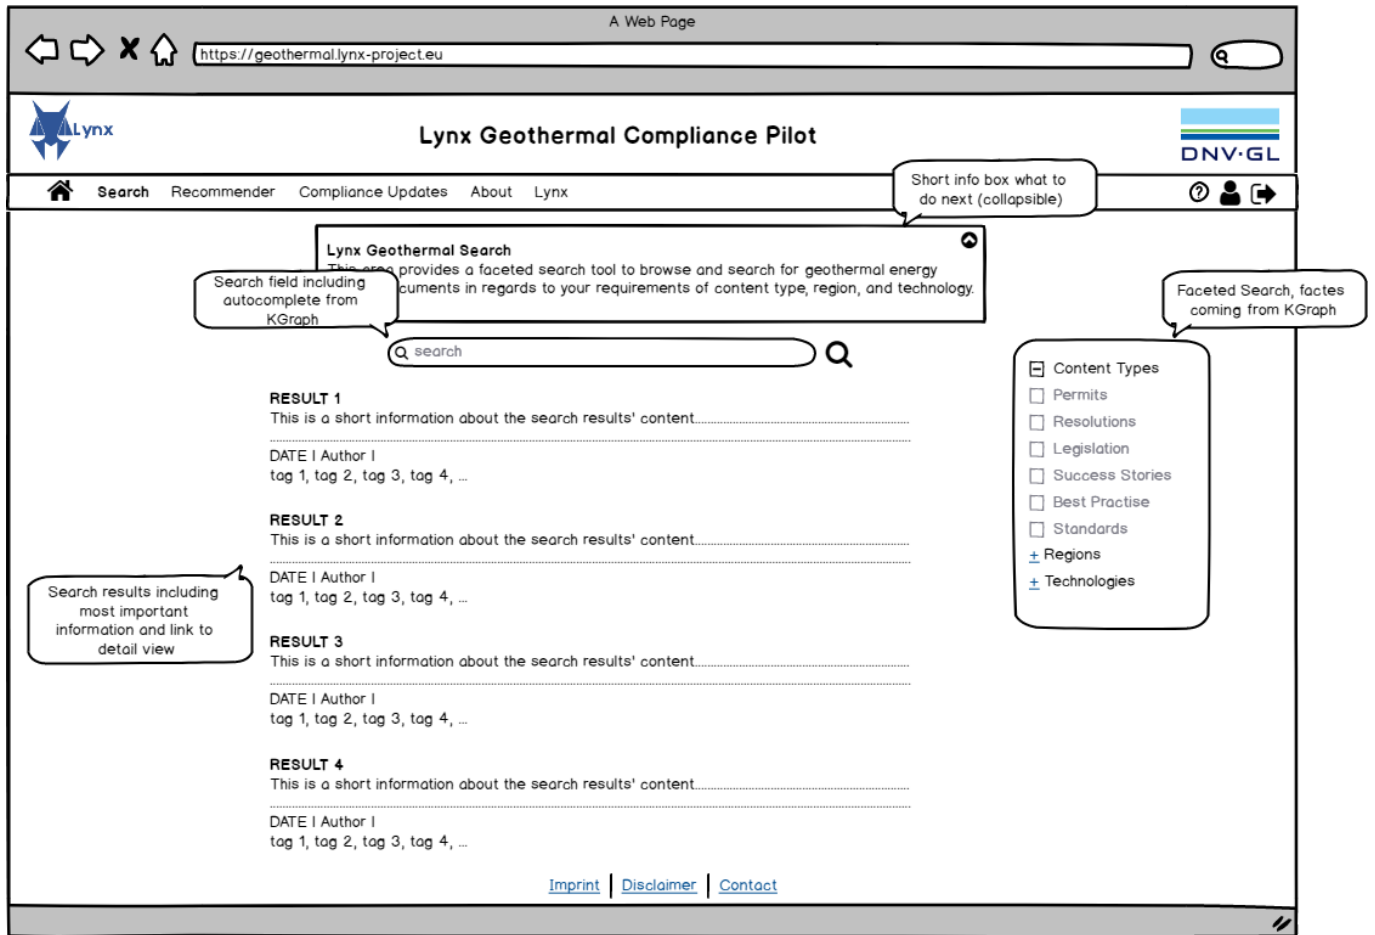 A Web Page
https://geothermal.lynx-project.eu
Lynx
Lynx Geothermal Compliance Pilot
DNV·GL
Search Recommender Compliance Updates About Lynx
Short info box what to
do next (collapsible)
Lynx Geothermal Search
This area provides a faceted search tool to browse and search for geothermal energy
cuments in regards to your requirements of content type, region, and technology.
Search field including
autocomplete from
KGraph
Faceted Search, factes
coming from KGraph
search
Content Types
Permits
Resolutions
Legislation
Success Stories
Best Practise
Standards
+ Regions
+ Technologies
RESULT 1
This is a short information about the search results' content
DATE | Author |
tag 1, tag 2, tag 3, tag 4, ...
RESULT 2
This is a short information about the search results' content
DATE | Author |
tag 1, tag 2, tag 3, tag 4, ...
Search results including
most important
information and link to
detail view
RESULT 3
This is a short information about the search results' content
DATE | Author |
tag 1, tag 2, tag 3, tag 4, ...
RESULT 4
This is a short information about the search results' content
DATE | Author |
tag 1, tag 2, tag 3, tag 4, ...
Imprint | Disclaimer | Contact